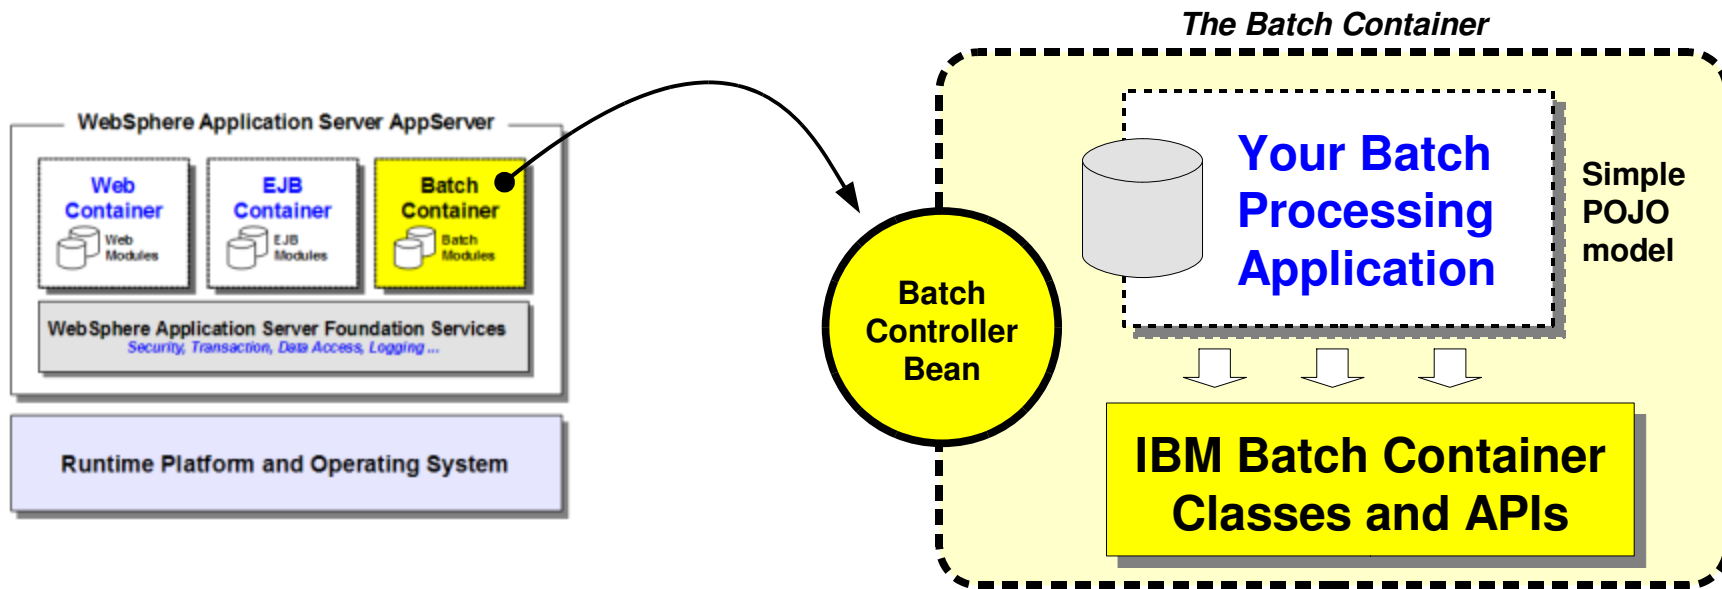 The Batch Container
WebSphere Application Server AppServer
Web
Container
Web
Modules
EJB
Container
EJB
Modules
Batch
Container
Batch
Modules
WebSphere Application Server Foundation Services
Security, Transaction, Data Access, Logging ...
Runtime Platform and Operating System
Batch
Controller
Bean
Your Batch
Processing
Application
Simple
POJO
model
IBM Batch Container
Classes and APIs